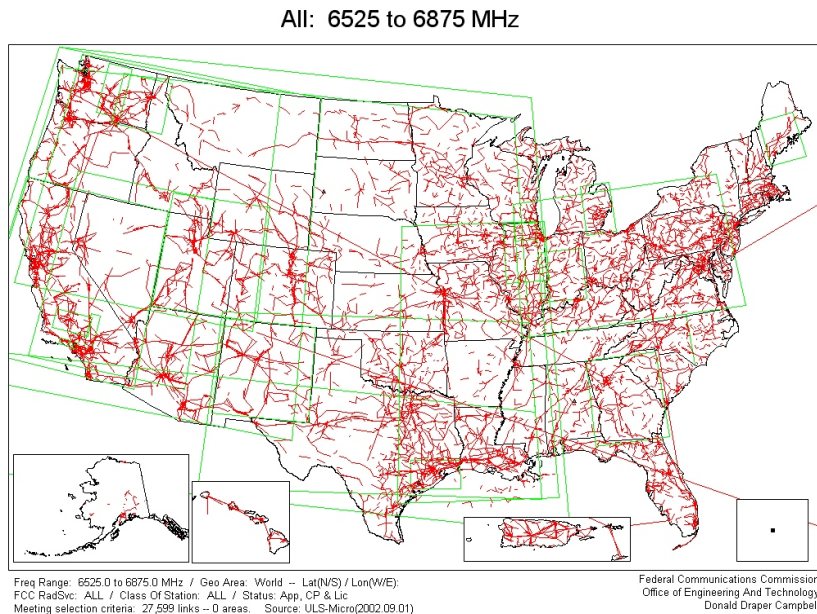 All: 6525 to 6875 MHz
Freq Range: 6525.0 to 6875.0 MHz / Geo Area: World -- Lat(N/S) / Lon(W/E):
FCC RadSvc: ALL / Class Of Station: ALL / Status: App, CP & Lic
Meeting selection criteria: 27,599 links -- 0 areas. Source: ULS-Micro(2002.09.01)
Federal Communications Commission
Office of Engineering And Technology
Donald Draper Campbell